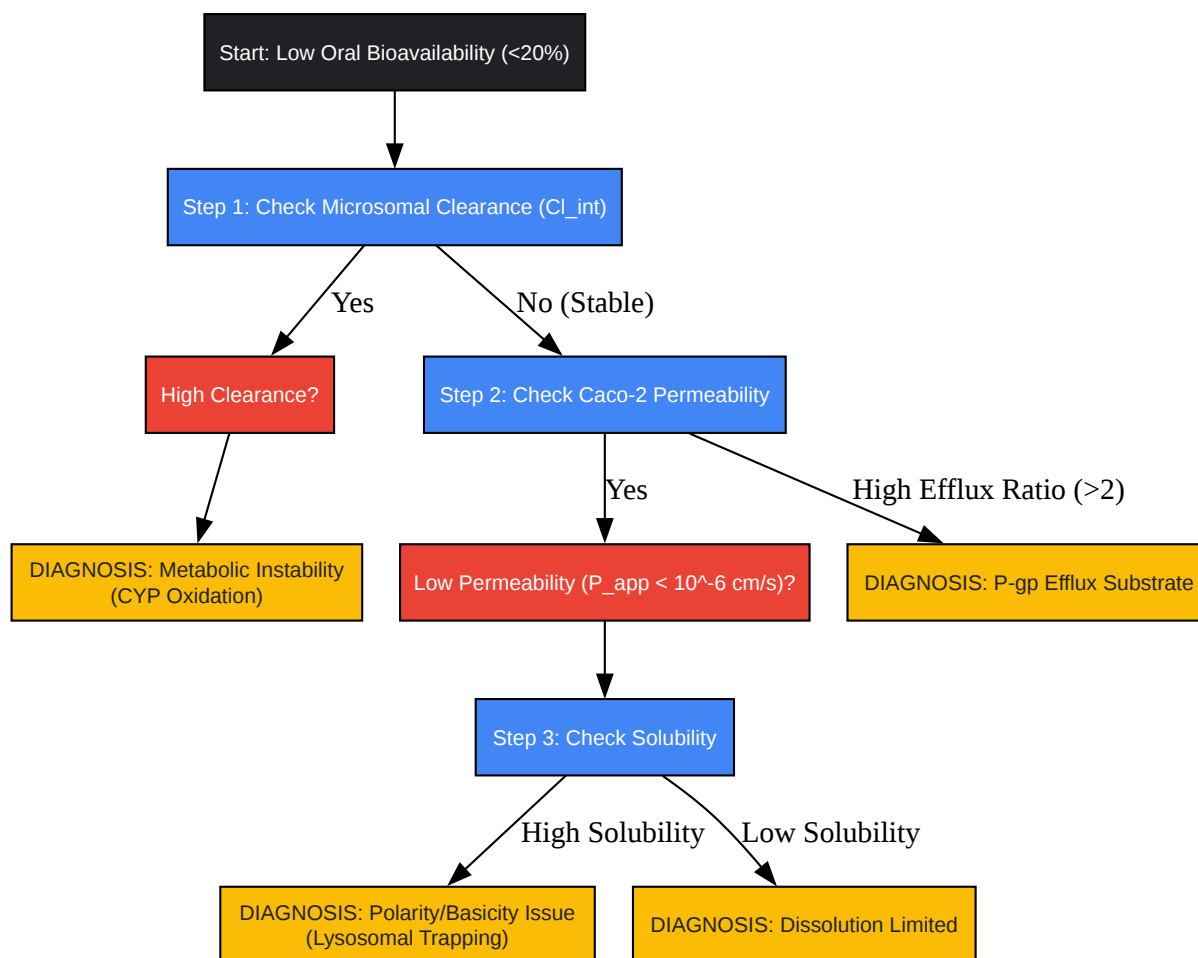 Start: Low Oral Bioavailability (<20%)
Step 1: Check Microsomal Clearance (Cl_int)
Yes
No (Stable)
High Clearance?
Step 2: Check Caco-2 Permeability
Yes
High Efflux Ratio (>2)
DIAGNOSIS: Metabolic Instability
(CYP Oxidation)
Low Permeability (P_app < 10^-6 cm/s)?
DIAGNOSIS: P-gp Efflux Substrate
Step 3: Check Solubility
High Solubility
Low Solubility
DIAGNOSIS: Polarity/Basicity Issue
(Lysosomal Trapping)
DIAGNOSIS: Dissolution Limited